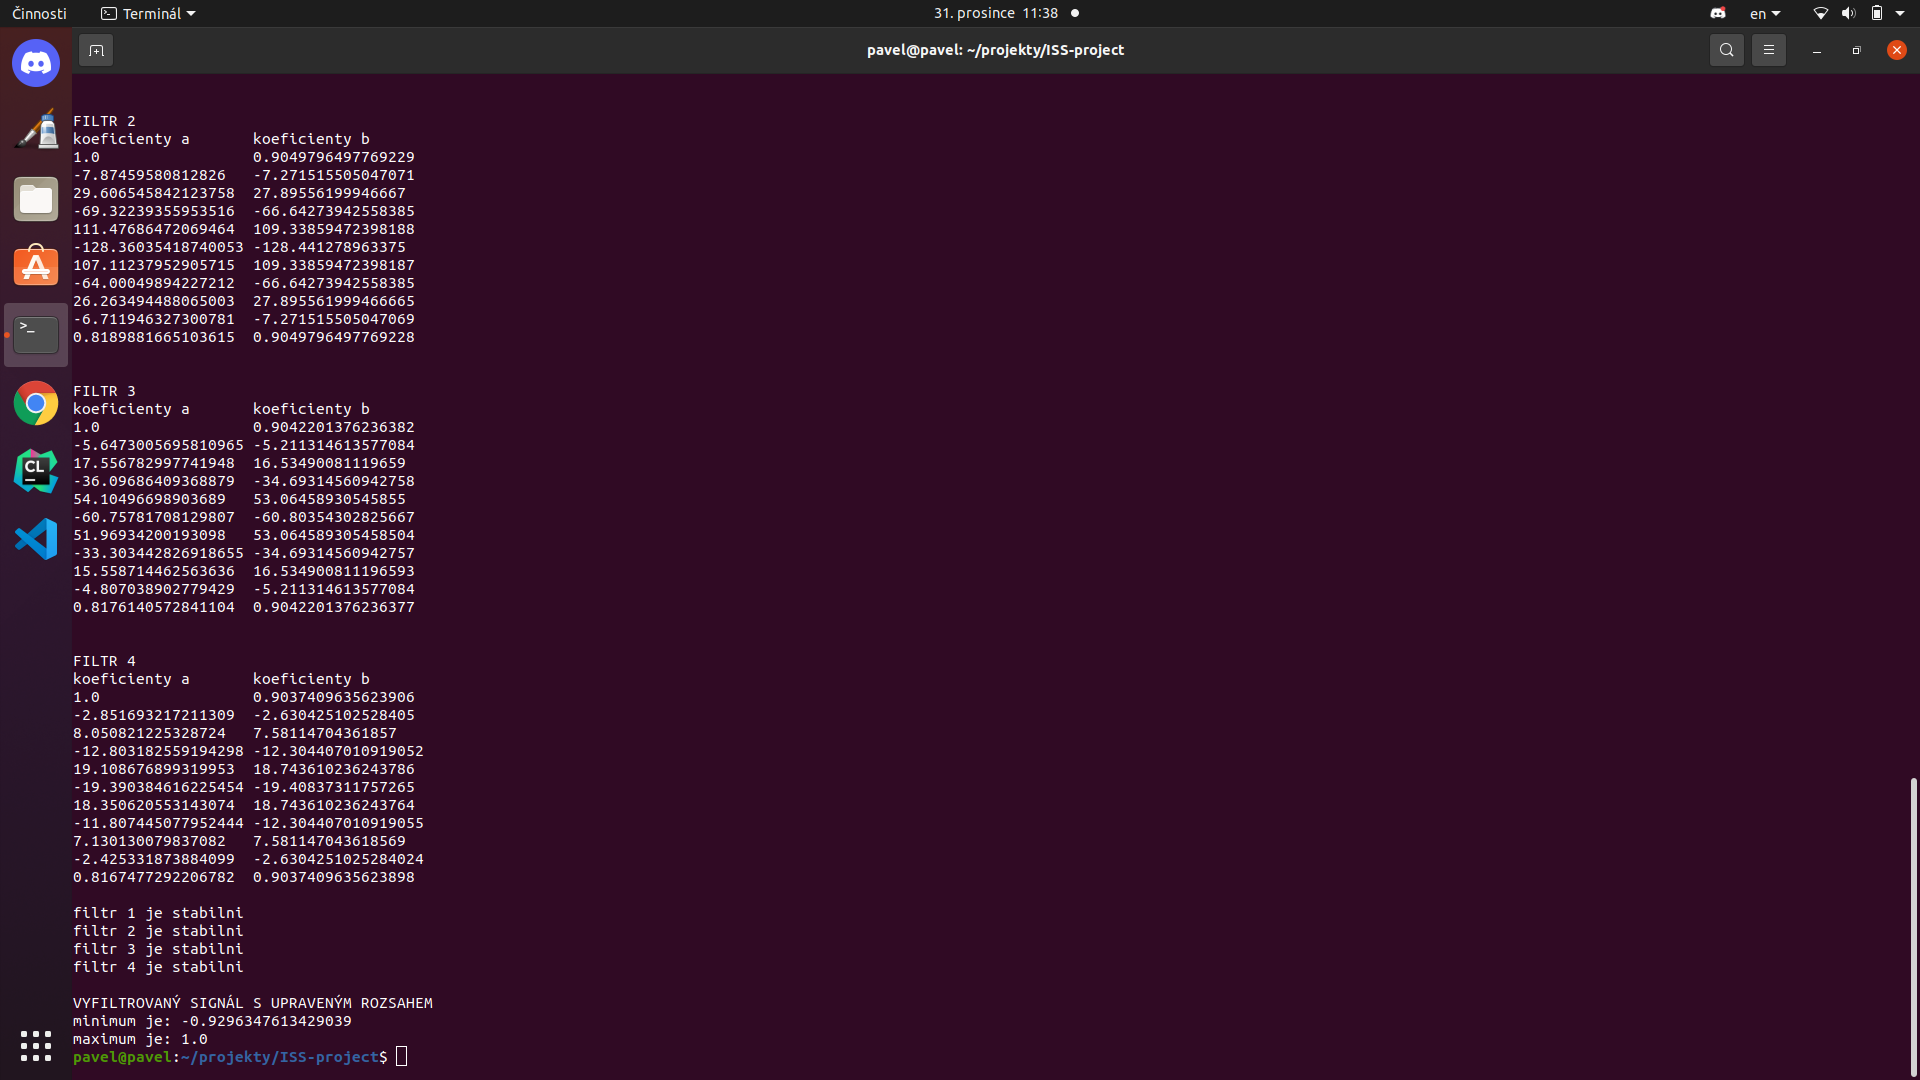 Činnosti Terminál 31. prosince 11:38 en
pavel@pavel: ~/projekty/ISS-project
FILTR 2
koeficienty a koeficienty b
1.0 0.9049796497769229
-7.87459580812826 -7.271515505047071
29.606545842123758 27.89556199946667
-69.32239355953516 -66.64273942558385
111.47686472069464 109.33859472398188
-128.36035418740053 -128.441278963375
107.11237952905715 109.33859472398187
-64.00049894227212 -66.64273942558385
26.263494488065003 27.895561999466665
-6.711946327300781 -7.271515505047069
0.8189881665103615 0.9049796497769228
FILTR 3
koeficienty a koeficienty b
1.0 0.9042201376236382
-5.6473005695810965 -5.211314613577084
17.556782997741948 16.53490081119659
-36.09686409368879 -34.69314560942758
54.10496698903689 53.06458930545855
-60.75781708129807 -60.80354302825667
51.96934200193098 53.064589305458504
-33.303442826918655 -34.69314560942757
15.558714462563636 16.534900811196593
-4.807038902779429 -5.211314613577084
0.8176140572841104 0.9042201376236377
FILTR 4
koeficienty a koeficienty b
1.0 0.9037409635623906
-2.851693217211309 -2.630425102528405
8.050821225328724 7.58114704361857
-12.803182559194298 -12.304407010919052
19.108676899319953 18.743610236243786
-19.390384616225454 -19.40837311757265
18.350620553143074 18.743610236243764
-11.807445077952444 -12.304407010919055
7.130130079837082 7.581147043618569
-2.425331873884099 -2.6304251025284024
0.8167477292206782 0.9037409635623898
filtr 1 je stabilni
filtr 2 je stabilni
filtr 3 je stabilni
filtr 4 je stabilni
VYFILTROVANÝ SIGNÁL S UPRAVENÝM ROZSAHEM
minimum je: -0.9296347613429039
maximum je: 1.0
pavel@pavel:~/projekty/ISS-project$
>_
CL